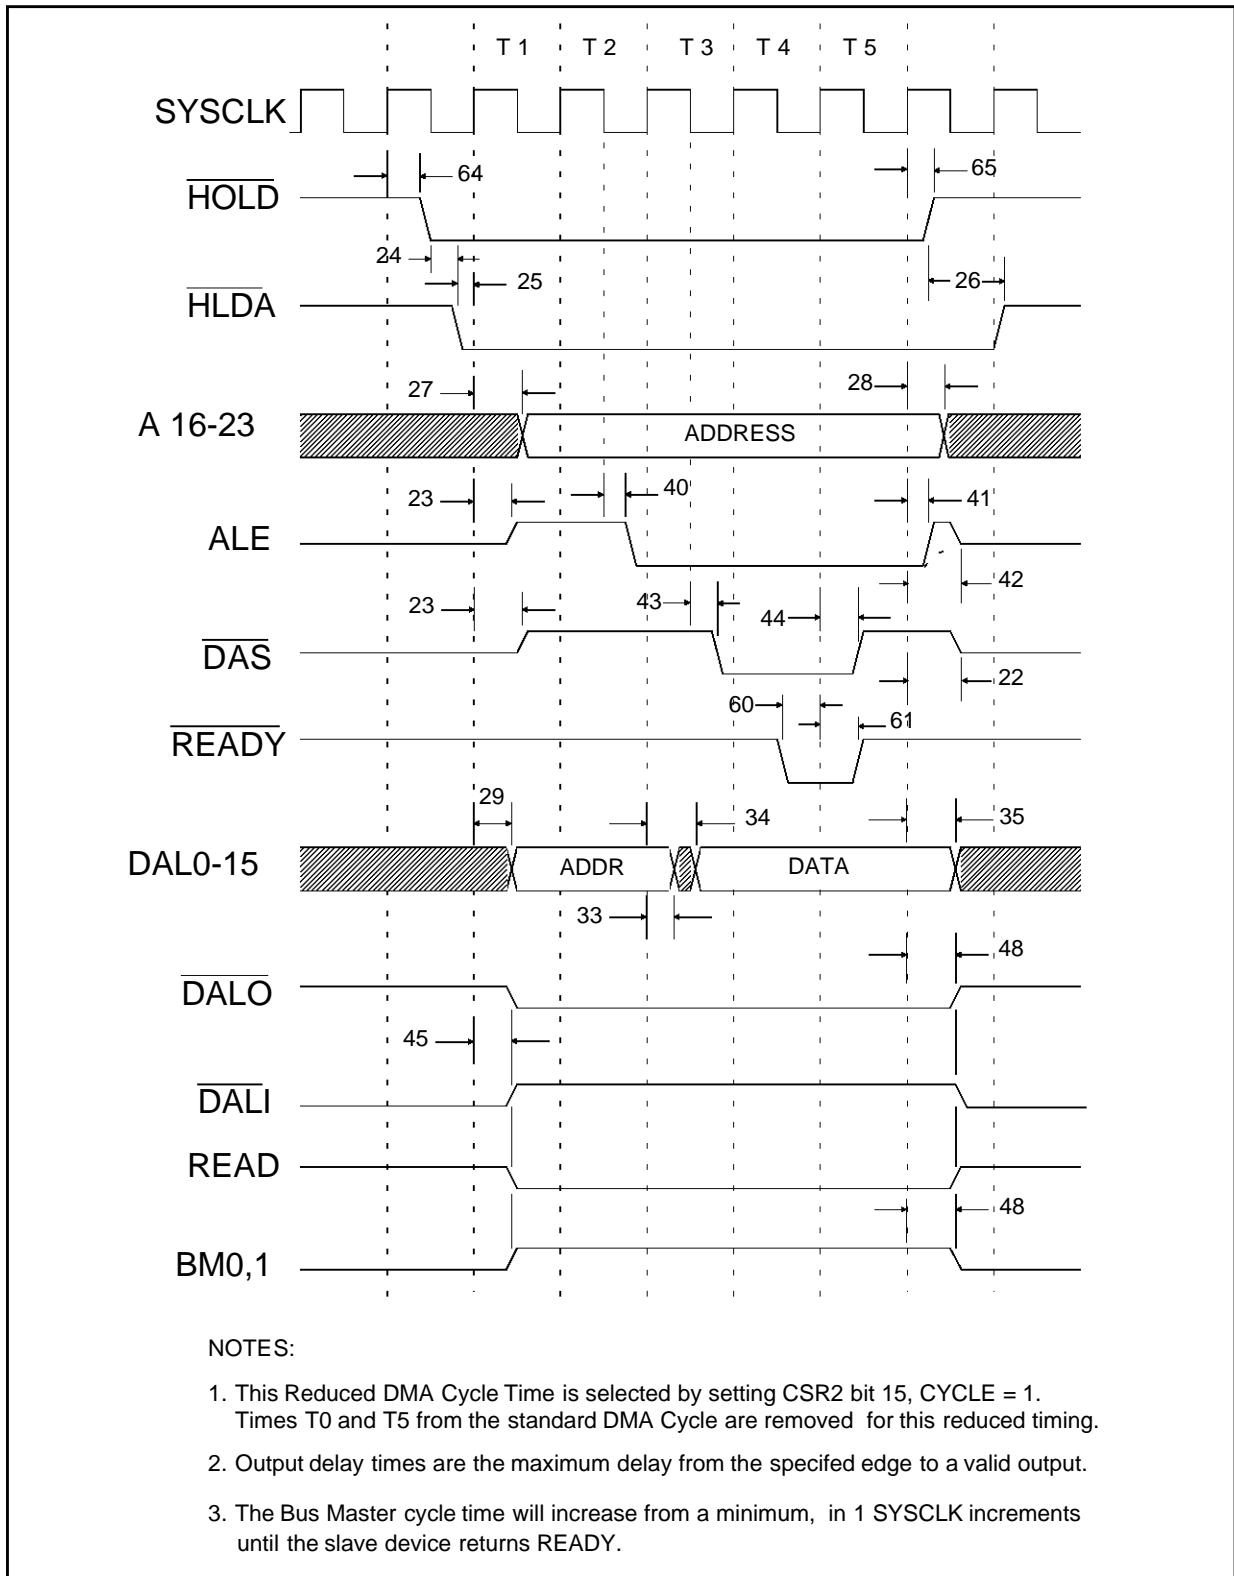 T 1 T 2 T 3 T 4 T 5
SYSCLK
64 65
HOLD
24 25 26
HLDA
27 28
A 16-23 ADDRESS
23 40 41
ALE
42
23 43 44
DAS
22
60 61
READY
29 34 35
DAL0-15 ADDR DATA
33
48
DALO
45
DALI
READ
48
BM0,1
NOTES:
1. This Reduced DMA Cycle Time is selected by setting CSR2 bit 15, CYCLE = 1.
Times T0 and T5 from the standard DMA Cycle are removed for this reduced timing.
2. Output delay times are the maximum delay from the specifed edge to a valid output.
3. The Bus Master cycle time will increase from a minimum, in 1 SYSCLK increments
until the slave device returns READY.